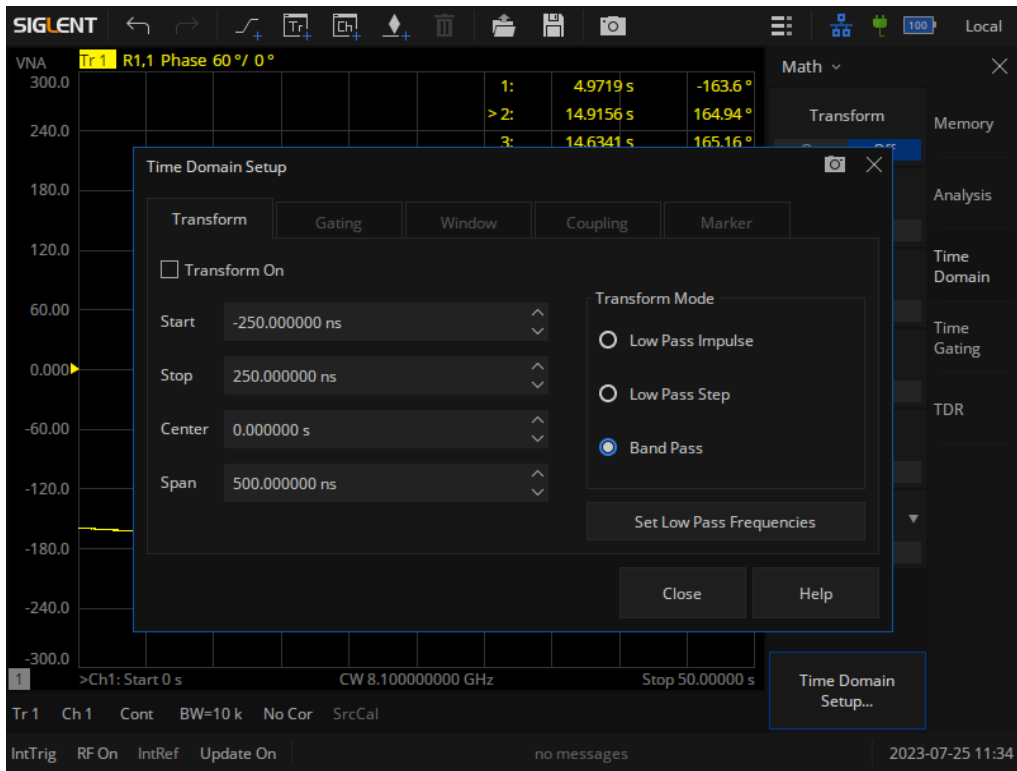 SIGLENT Tr Ch 100 Local
VNA Tr 1 R1,1 Phase 60 °/ 0 ° Math
300.0 1: 4.9719 s -163.6 °
> 2: 14.9156 s 164.94 ° Transform Memory
240.0 3: 14.6341 s 165.16 °
Time Domain Setup
180.0 Analysis
Transform Gating Window Coupling Marker
120.0 Time
Domain
Transform On
60.00 Transform Mode
Start -250.000000 ns Time
Gating
Low Pass Impulse
0.000 Stop 250.000000 ns
Low Pass Step TDR
-60.00 Center 0.000000 s
Band Pass
-120.0 Span 500.000000 ns
Set Low Pass Frequencies
-180.0
Close Help
-240.0
-300.0
1 >Ch1: Start 0 s CW 8.100000000 GHz Stop 50.00000 s Time Domain
Setup...
Tr 1 Ch 1 Cont BW=10 k No Cor SrcCal
IntTrig RF On IntRef Update On no messages 2023-07-25 11:34